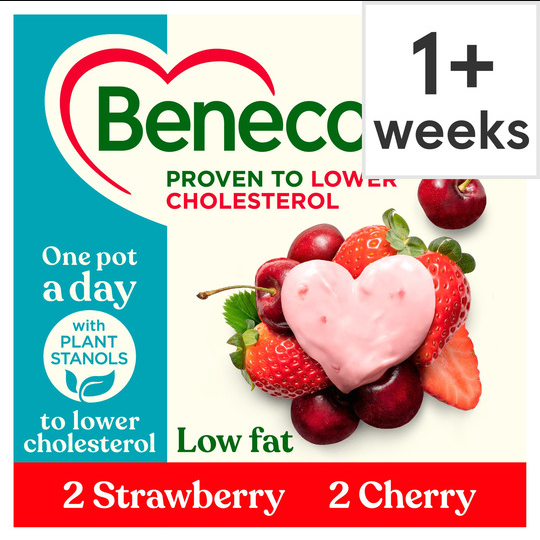 1+
weeks
Beneco
PROVEN TO LOWER
CHOLESTEROL
One pot
a day
with
PLANT
STANOLS
to lower
cholesterol
Low fat
2 Strawberry 2 Cherry